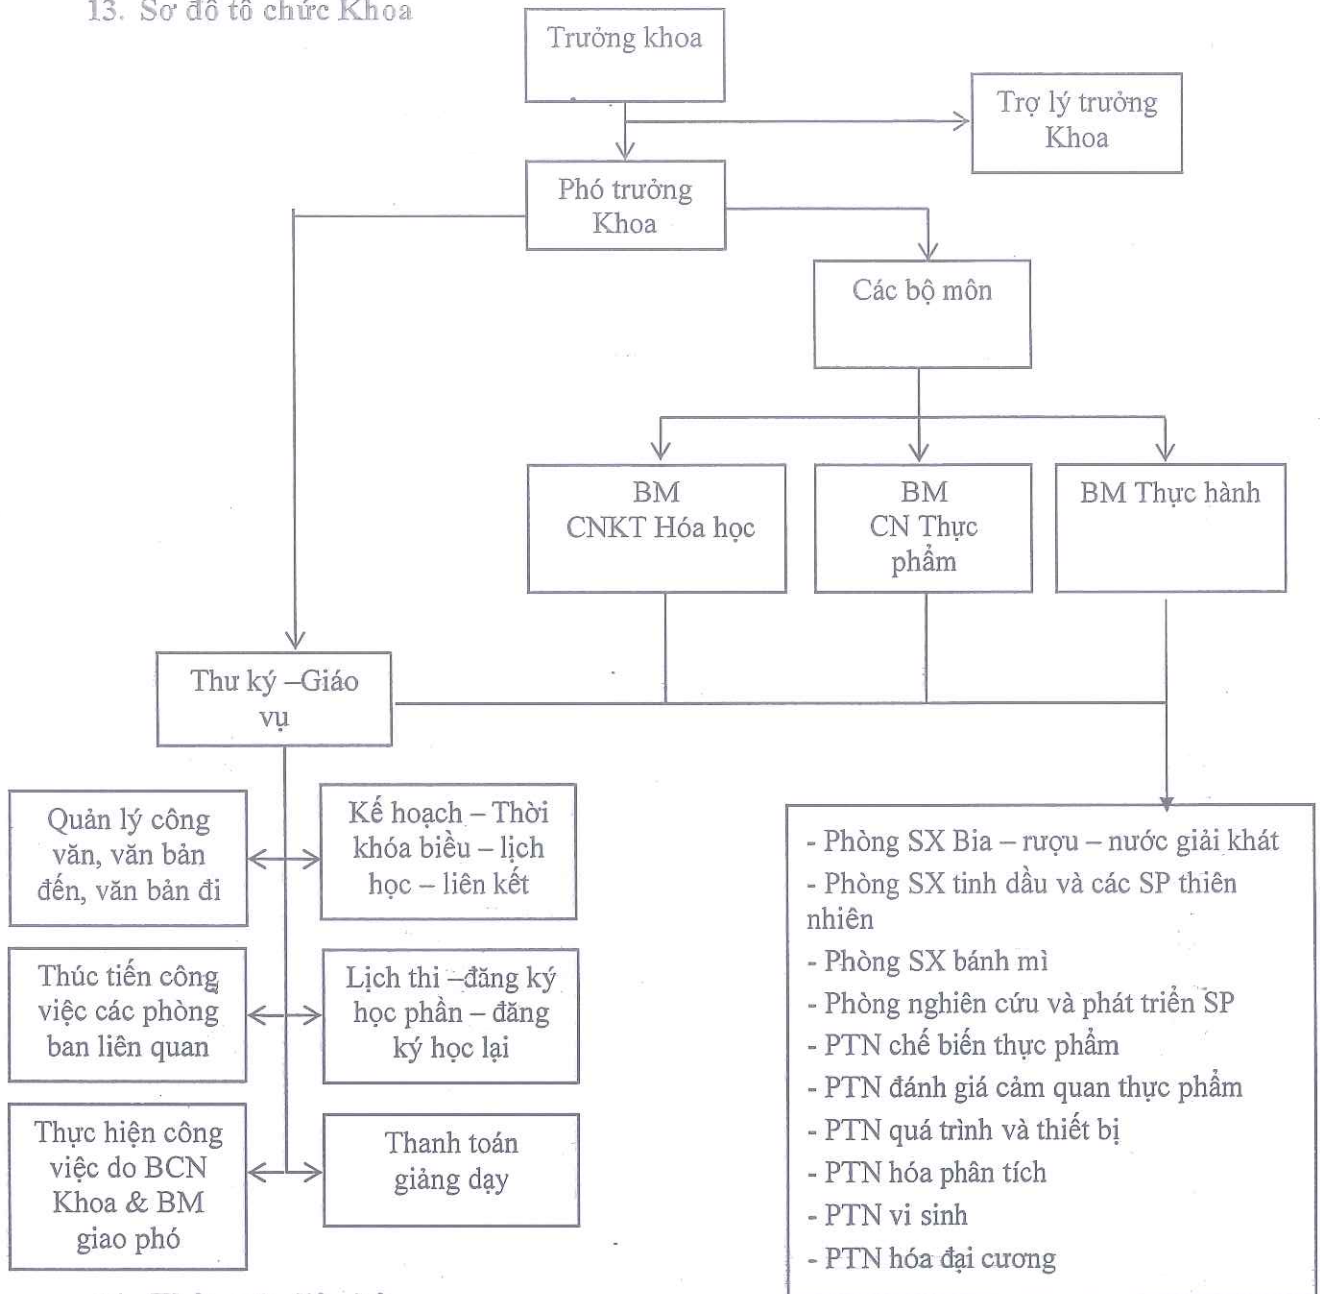 13. Sơ đồ tổ chức Khoa
Trưởng khoa
Trợ lý trưởng
Khoa
Phó trưởng
Khoa
Các bộ môn
BM
CNKT Hóa học
BM
CN Thực
phẩm
BM Thực hành
Thư ký –Giáo
vụ
Quản lý công
văn, văn bản
đến, văn bản đi
Kế hoạch – Thời
khóa biểu – lịch
học – liên kết
Thúc tiến công
việc các phòng
ban liên quan
Lịch thi –đăng ký
học phần – đăng
ký học lại
Thực hiện công
việc do BCN
Khoa & BM
giao phó
Thanh toán
giảng dạy
- Phòng SX Bia – rượu – nước giải khát
- Phòng SX tinh dầu và các SP thiên
nhiên
- Phòng SX bánh mì
- Phòng nghiên cứu và phát triển SP
- PTN chế biến thực phẩm
- PTN đánh giá cảm quan thực phẩm
- PTN quá trình và thiết bị
- PTN hóa phân tích
- PTN vi sinh
- PTN hóa đại cương